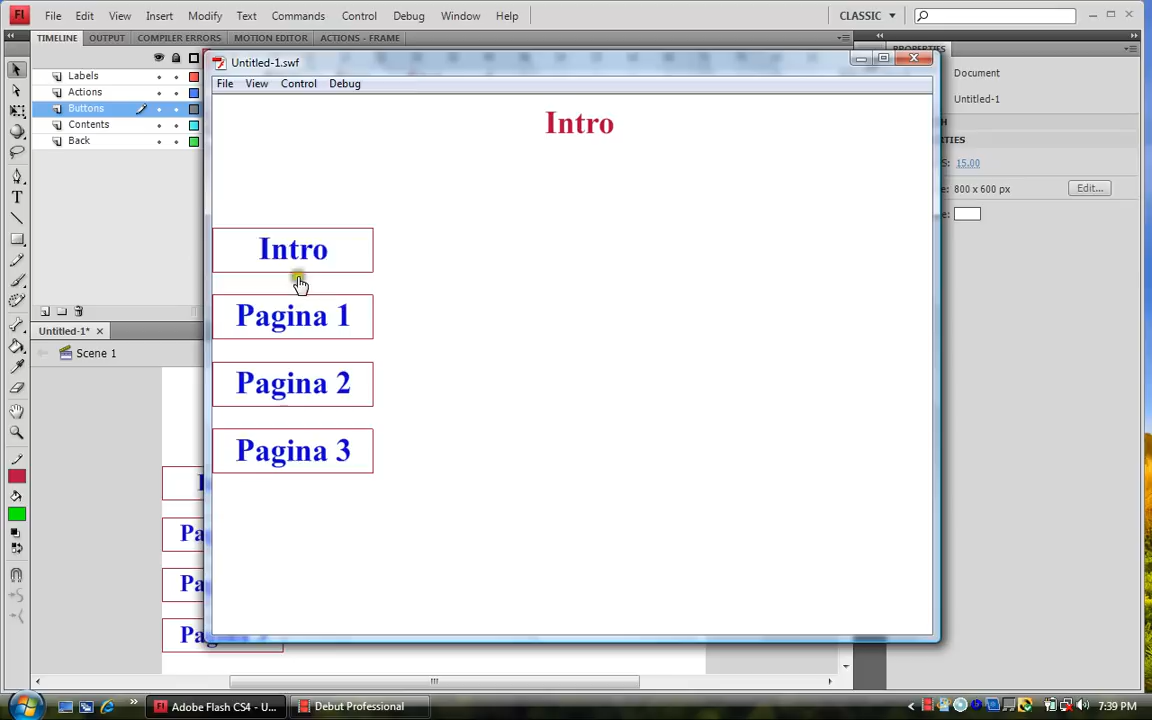 Fl File Edit View Insert Modify Text Commands Control Debug Window Help CLASSIC
TIMELINE OUTPUT COMPILER ERRORS MOTION EDITOR ACTIONS - FRAME
PROPERTIES
Untitled-1.swf
File View Control Debug
Labels
Actions
Buttons
Contents
Back
Document
Untitled-1
15.00
800 x 600 px Edit...
Intro
Intro
Pagina 1
Pagina 2
Pagina 3
Untitled-1*
Scene 1
Adobe Flash CS4 - U...
Debut Professional
7:39 PM